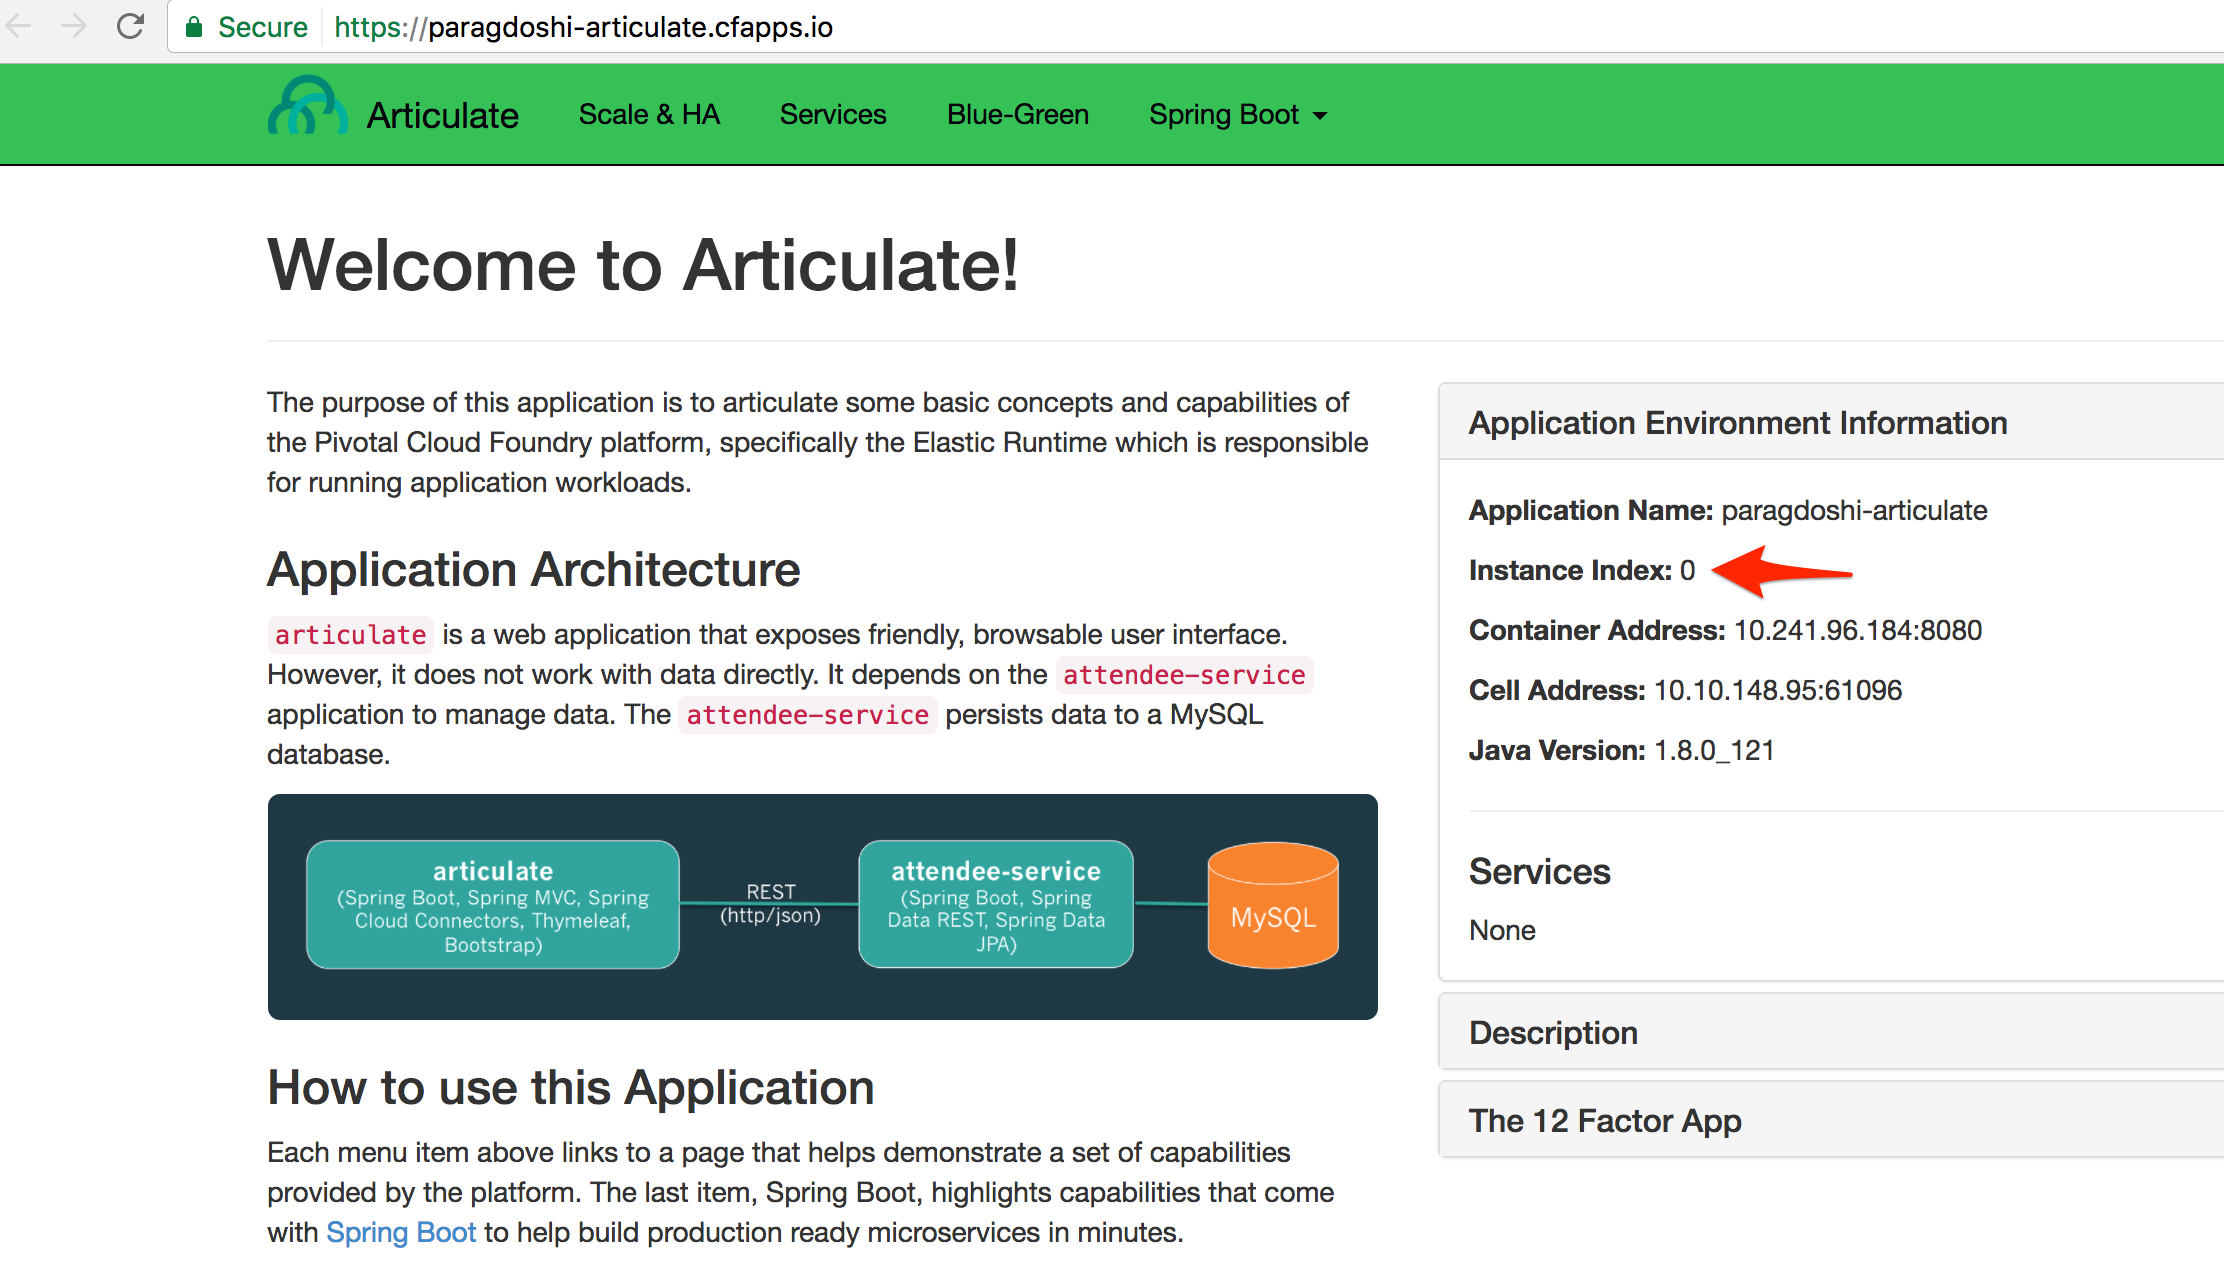 Secure https://paragdoshi-articulate.cfapps.io
Articulate Scale & HA Services Blue-Green Spring Boot
Welcome to Articulate!
The purpose of this application is to articulate some basic concepts and capabilities of
the Pivotal Cloud Foundry platform, specifically the Elastic Runtime which is responsible
for running application workloads.
Application Architecture
articulate is a web application that exposes friendly, browsable user interface.
However, it does not work with data directly. It depends on the attendee-service
application to manage data. The attendee-service persists data to a MySQL
database.
articulate
(Spring Boot, Spring MVC, Spring
Cloud Connectors, Thymeleaf,
Bootstrap)
REST
(http/json)
attendee-service
(Spring Boot, Spring
Data REST, Spring Data
JPA)
MySQL
How to use this Application
Each menu item above links to a page that helps demonstrate a set of capabilities
provided by the platform. The last item, Spring Boot, highlights capabilities that come
with Spring Boot to help build production ready microservices in minutes.
Application Environment Information
Application Name: paragdoshi-articulate
Instance Index: 0
Container Address: 10.241.96.184:8080
Cell Address: 10.10.148.95:61096
Java Version: 1.8.0_121
Services
None
Description
The 12 Factor App